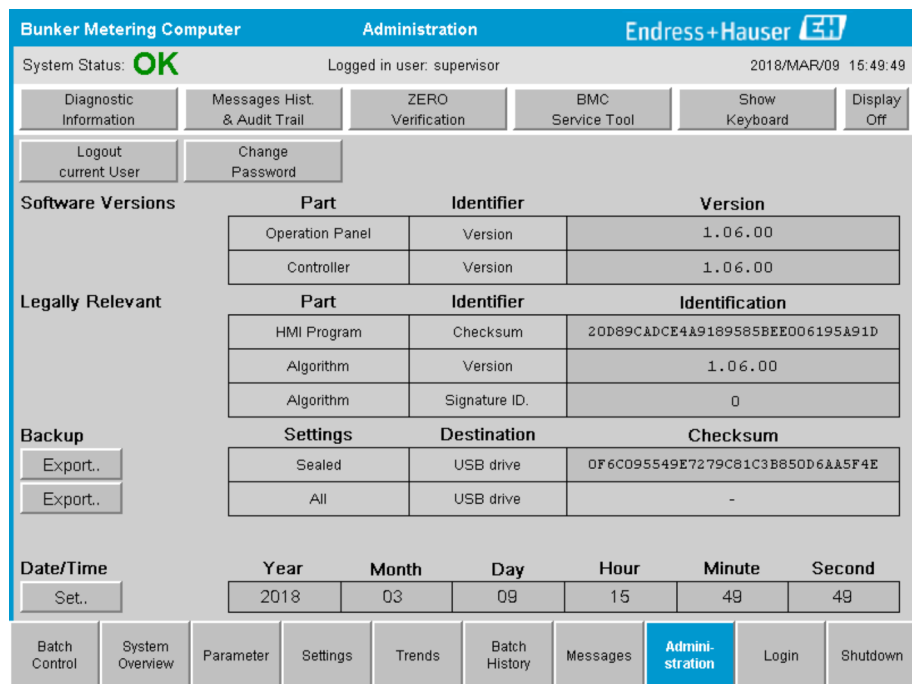 Bunker Metering Computer Administration Endress+Hauser EH
System Status: OK Logged in user: supervisor 2018/MAR/09 15:49:49
Diagnostic Information Messages Hist. & Audit Trail ZERO Verification BMC Service Tool Show Keyboard Display Off
Logout current User Change Password
Software Versions Part Identifier Version
Operation Panel Version 1.06.00
Controller Version 1.06.00
Legally Relevant Part Identifier Identification
HMI Program Checksum 20D89CADCE4A9189585BEE006195A91D
Algorithm Version 1.06.00
Algorithm Signature ID. 0
Backup Settings Destination Checksum
Export.. Sealed USB drive 0F6C095549E7279C81C3B850D6AA5F4E
Export.. All USB drive -
Date/Time Year Month Day Hour Minute Second
Set.. 2018 03 09 15 49 49
Batch Control System Overview Parameter Settings Trends Batch History Messages Admini-stration Login Shutdown